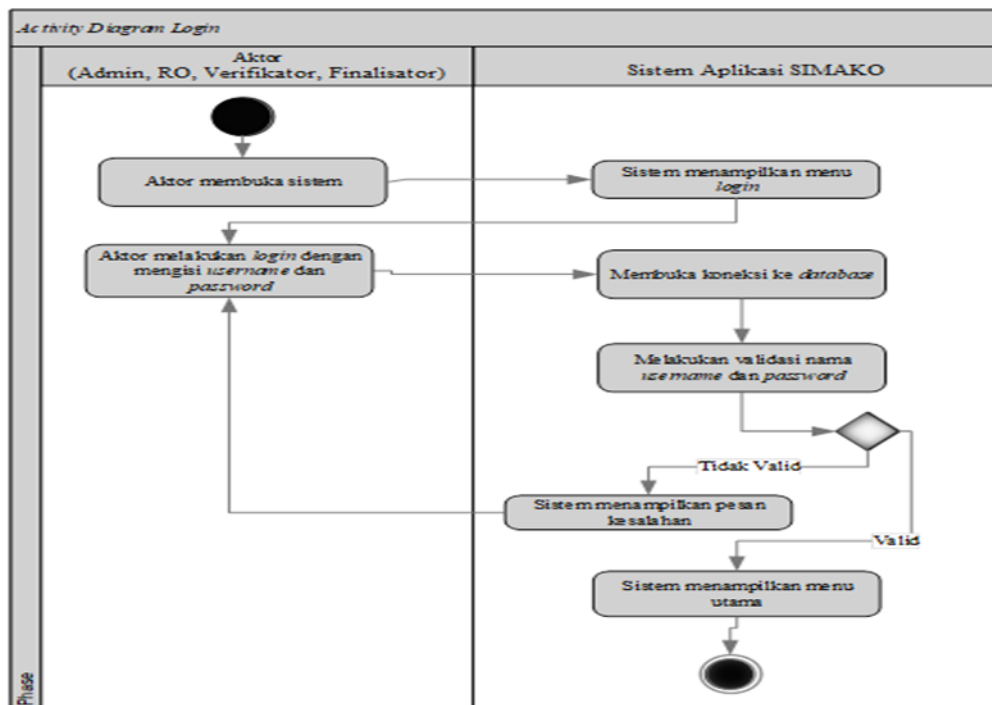 Activity Diagram Login
Aktor
(Admin, RO, Verifikator, Finalisator)
Sistem Aplikasi SIMAKO
Aktor membuka sistem
Sistem menampilkan menu
login
Aktor melakukan login dengan
mengisi username dan
password
Membuka koneksi ke database
Melakukan validasi nama
username dan password
Tidak Valid
Sistem menampilkan pesan
kesalahan
Valid
Sistem menampilkan menu
utama
Phase